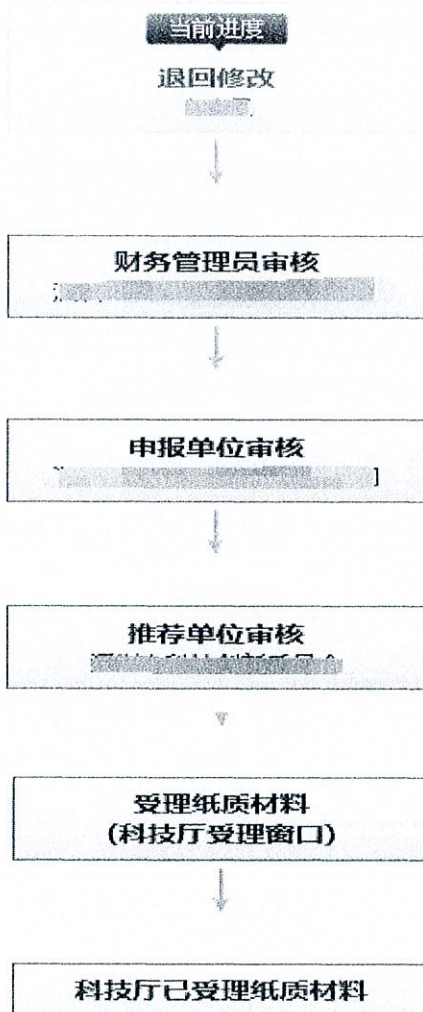 当前进度
退回修改
财务管理员审核
申报单位审核
推荐单位审核
受理纸质材料
(科技厅受理窗口)
科技厅已受理纸质材料